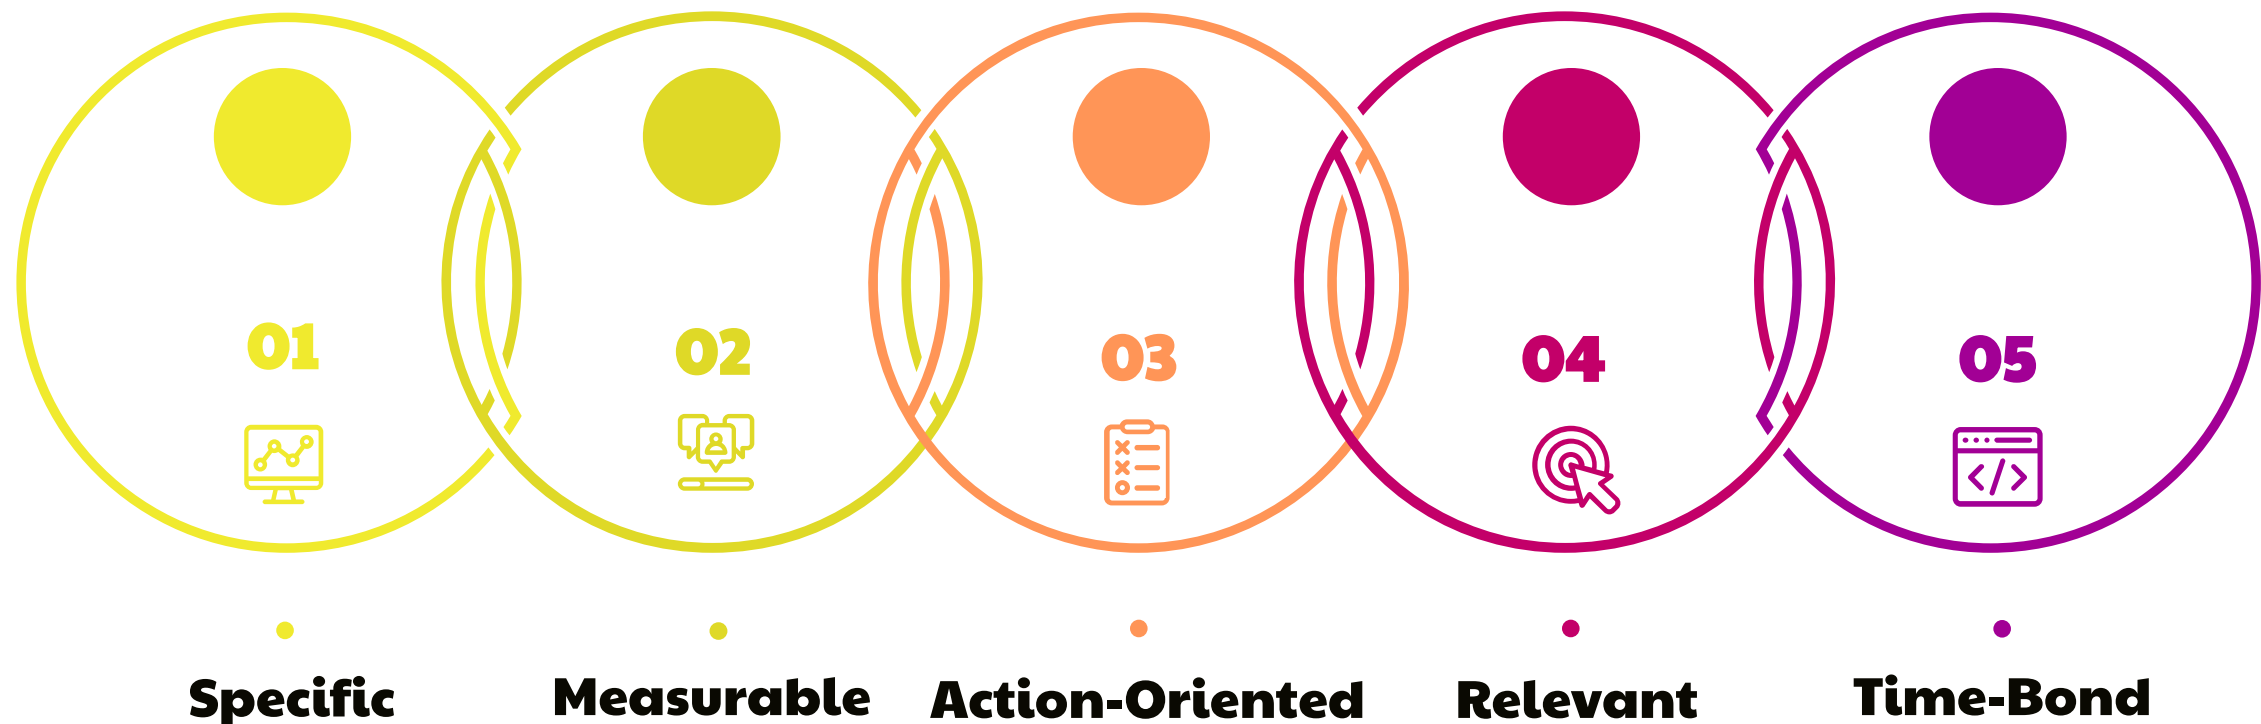 01
02
03
04
05
Specific
Measurable
Action-Oriented
Relevant
Time-Bond